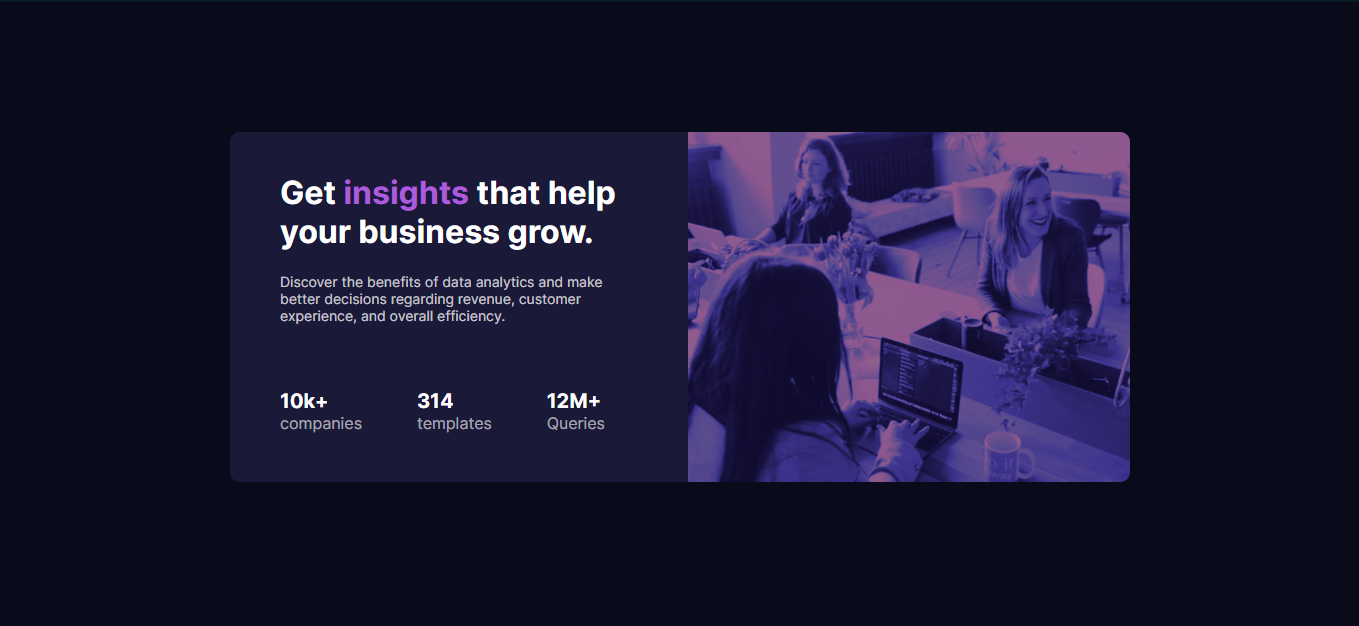 Get insights that help
your business grow.
Discover the benefits of data analytics and make
better decisions regarding revenue, customer
experience, and overall efficiency.
10k+ 314 12M+
companies templates Queries